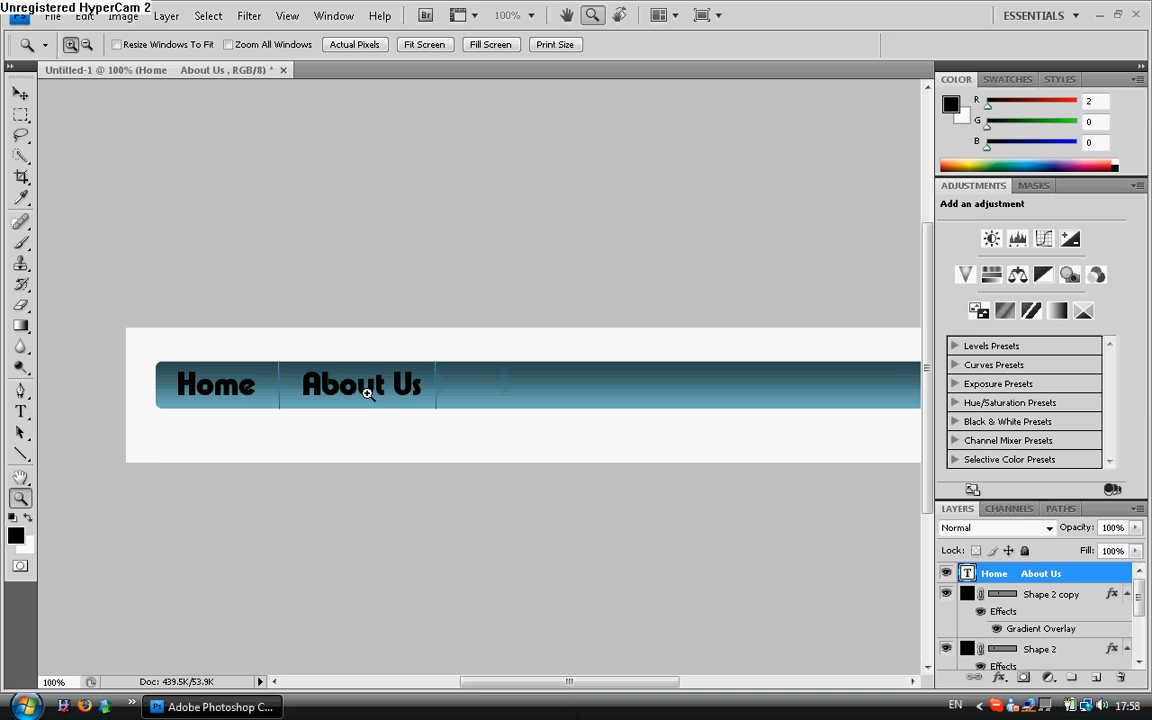 Unregistered HyperCam 2
Edit Image Layer Select Filter View Analysis Window Help Br 100% ESSENTIALS
Resize Windows To Fit Zoom All Windows Actual Pixels Fit Screen Fill Screen Print Size
Untitled-1 @ 100% (Home About Us , RGB/8) *
COLOR SWATCHES STYLES
R 2
G 0
B 0
ADJUSTMENTS MASKS
Add an adjustment
Levels Presets
Curves Presets
Exposure Presets
Hue/Saturation Presets
Black & White Presets
Channel Mixer Presets
Selective Color Presets
Home About Us
LAYERS CHANNELS PATHS
Normal Opacity: 100%
Lock: Fill: 100%
T Home About Us
Shape 2 copy fx
Effects
Gradient Overlay
Shape 2 fx
Effects
100% Doc: 439.5K/53.9K
Ps Adobe Photoshop C... EN 17:58